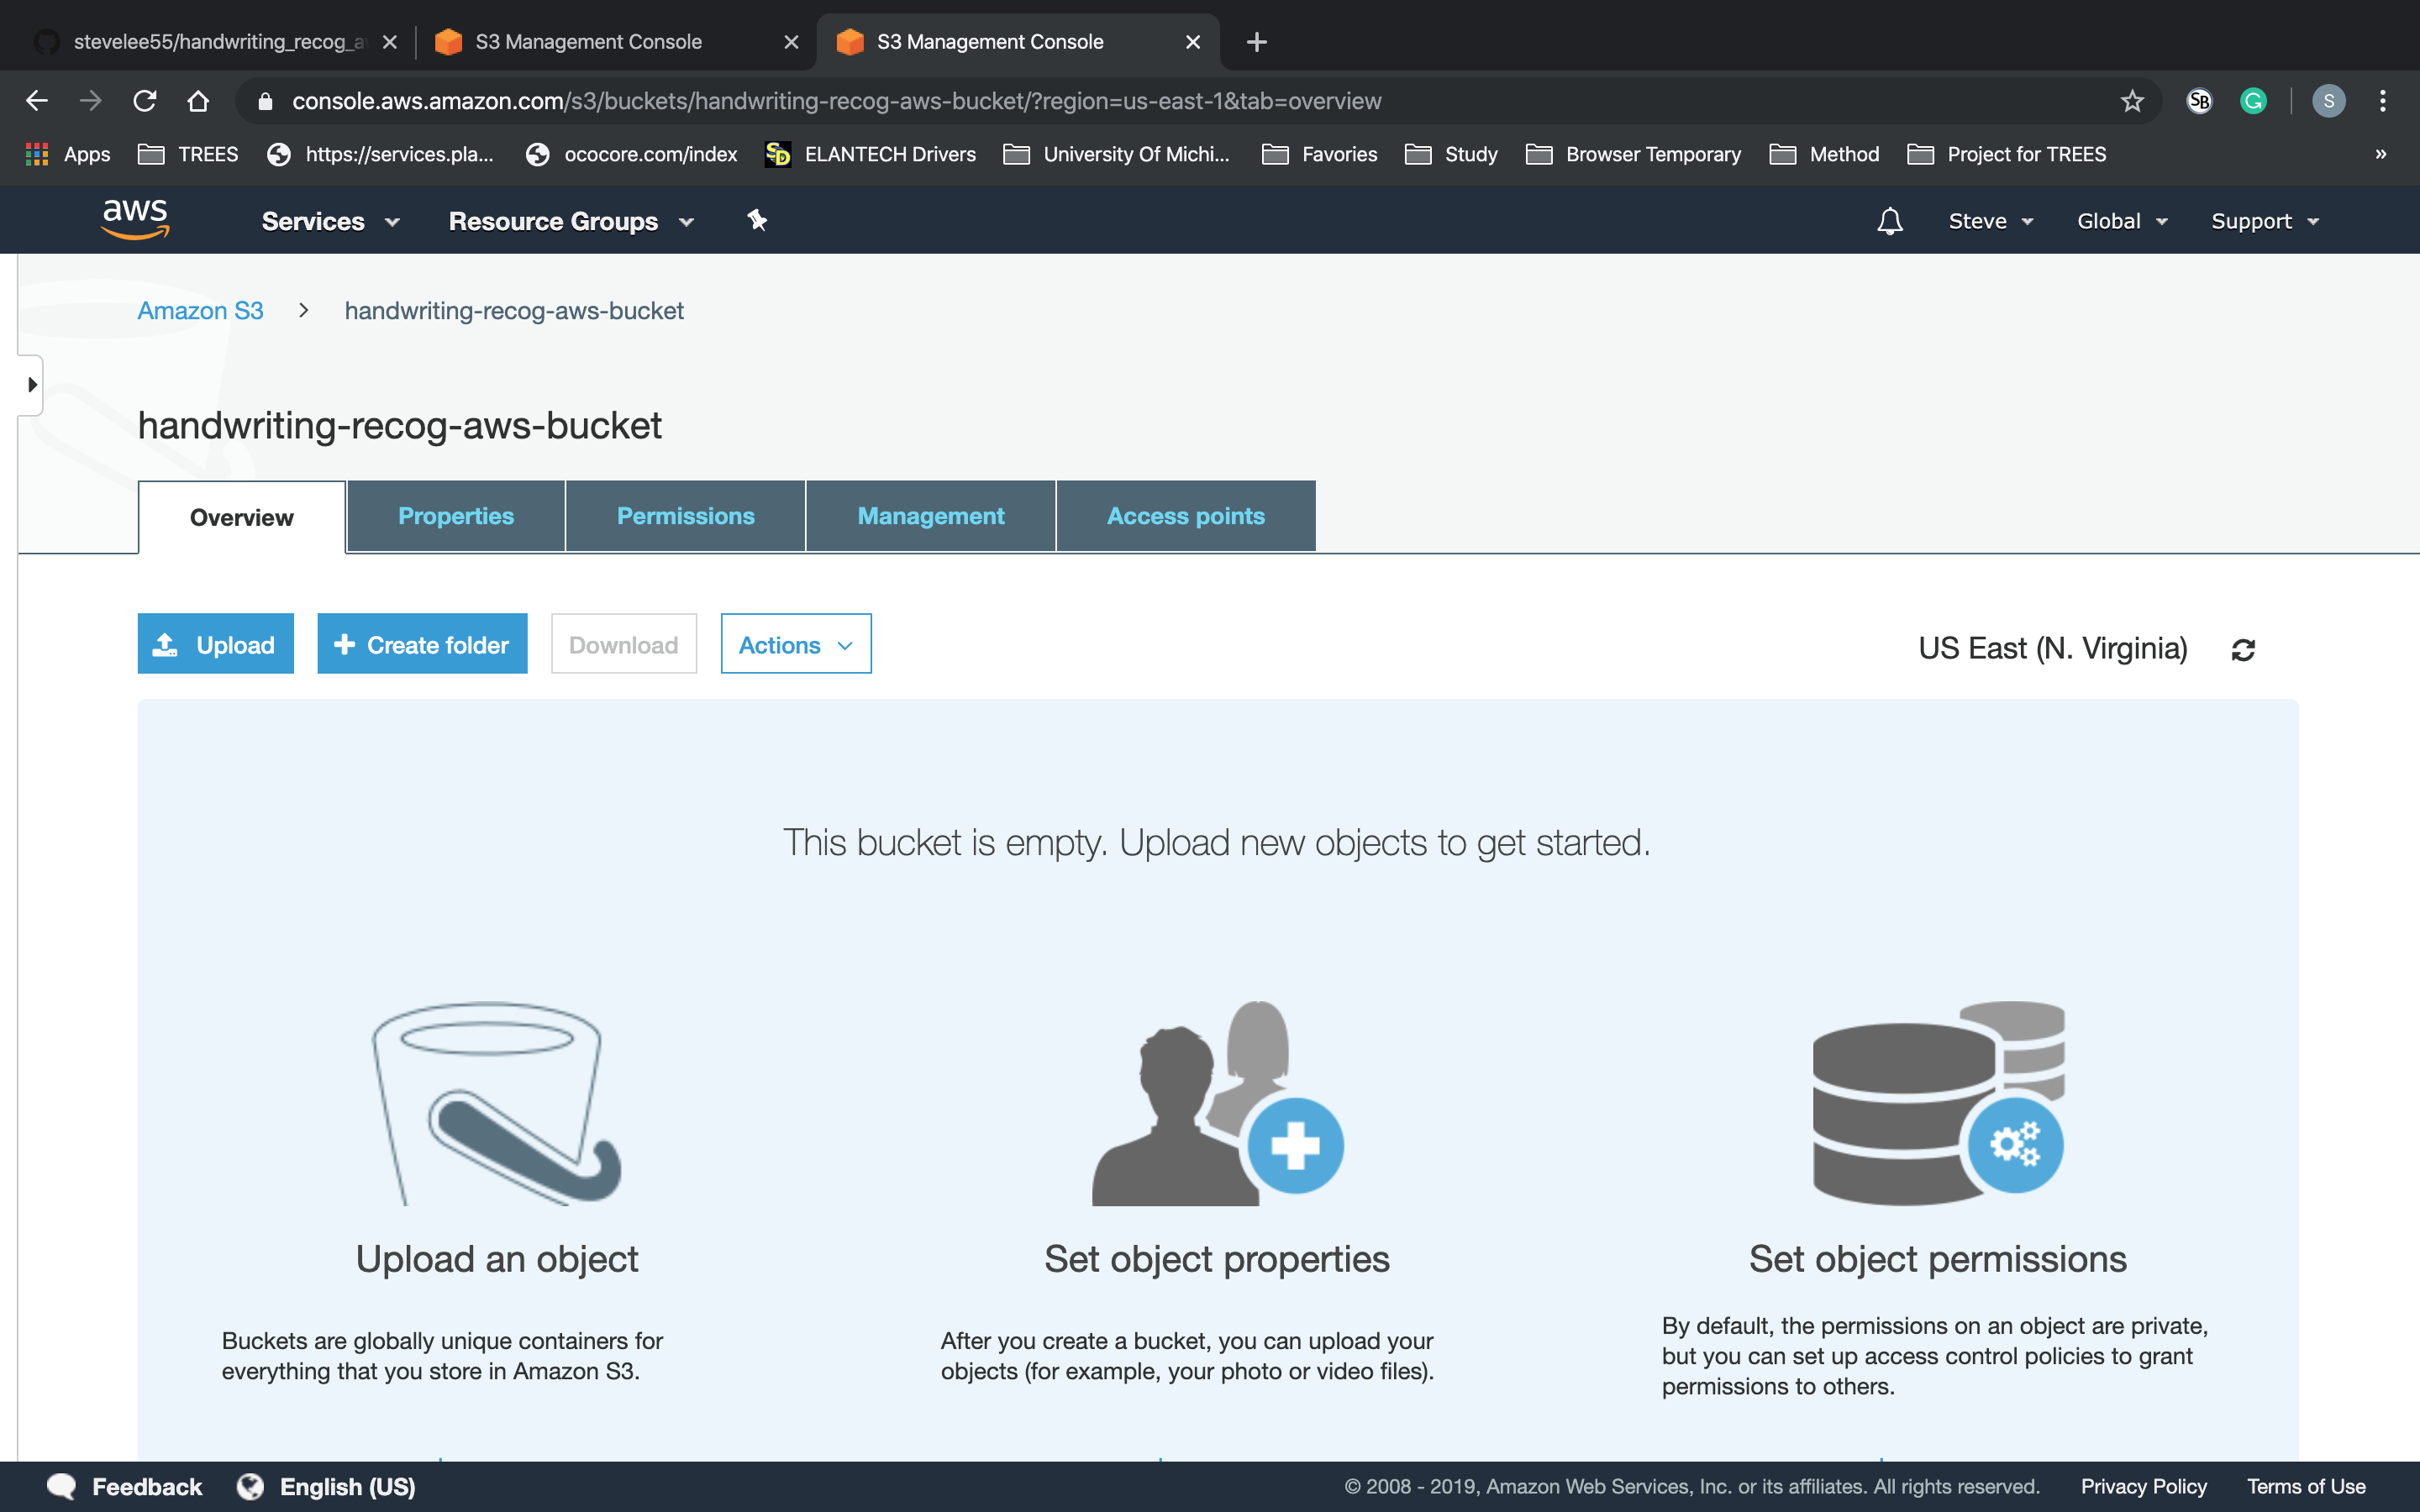 stevelee55/handwriting_recog_a
S3 Management Console
S3 Management Console
console.aws.amazon.com/s3/buckets/handwriting-recog-aws-bucket/?region=us-east-1&tab=overview
SB
G
S
Apps
TREES
https://services.pla...
ococore.com/index
SD
ELANTECH Drivers
University Of Michi...
Favorites
Study
Browser Temporary
Method
Project for TREES
»
aws
Services
Resource Groups
Steve
Global
Support
Amazon S3 > handwriting-recog-aws-bucket
handwriting-recog-aws-bucket
Overview
Properties
Permissions
Management
Access points
Upload
Create folder
Download
Actions
US East (N. Virginia)
This bucket is empty. Upload new objects to get started.
Upload an object
Buckets are globally unique containers for
everything that you store in Amazon S3.
Set object properties
After you create a bucket, you can upload your
objects (for example, your photo or video files).
Set object permissions
By default, the permissions on an object are private,
but you can set up access control policies to grant
permissions to others.
Feedback
English (US)
© 2008 - 2019, Amazon Web Services, Inc. or its affiliates. All rights reserved.
Privacy Policy
Terms of Use